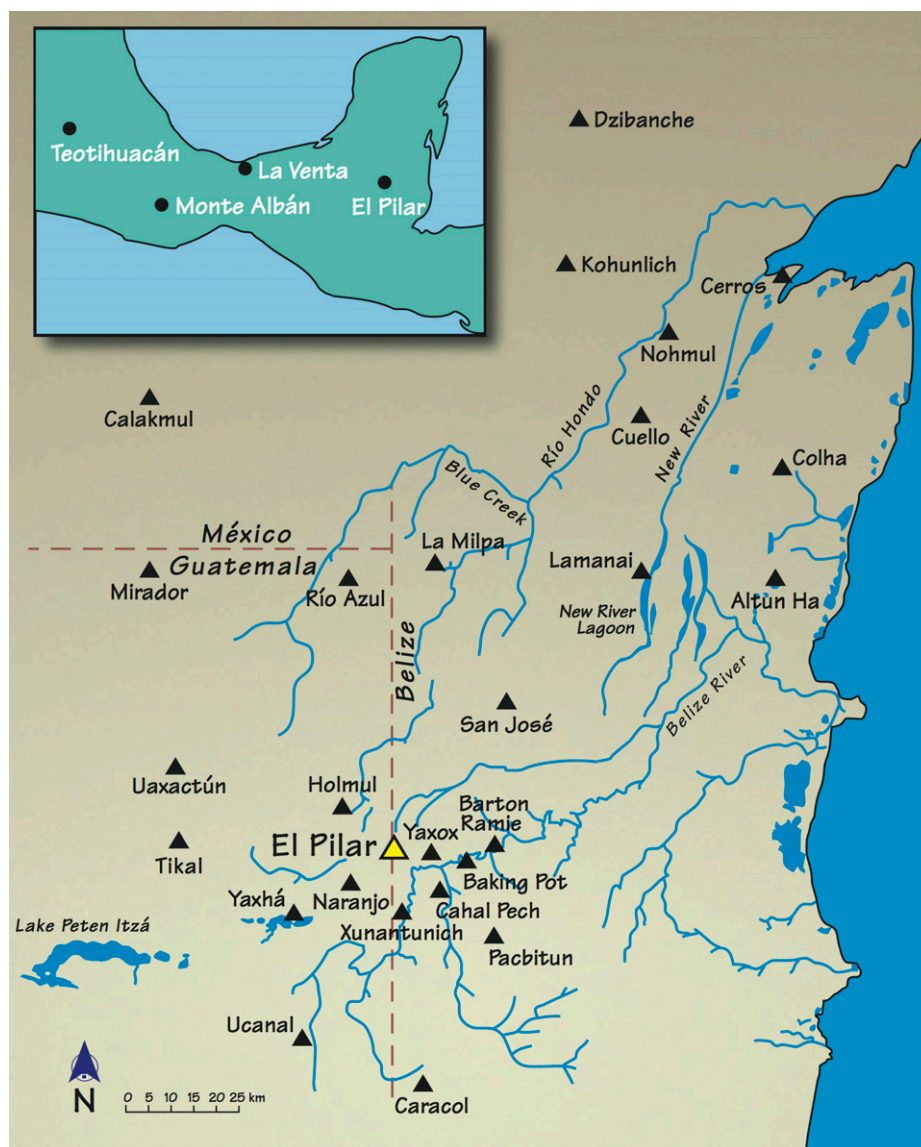 Teotihuacán
La Venta
Monte Albán
El Pilar
Dzibanche
Kohunlich
Cerros
Nohmul
Calakmul
Cuello
Río Hondo
New River
Colha
Blue Creek
México
Guatemala
Belize
La Milpa
Mirador
Río Azul
Lamanai
New River
Lagoon
Altun Ha
Belize River
San José
Uaxactún
Holmul
Barton
Ramie
Yaxox
El Pilar
Tikal
Baking Pot
Yaxhá
Naranjo
Cahal Pech
Xunantunich
Lake Peten Itzá
Pacbitun
Ucanal
N
0 5 10 15 20 25 km
Caracol